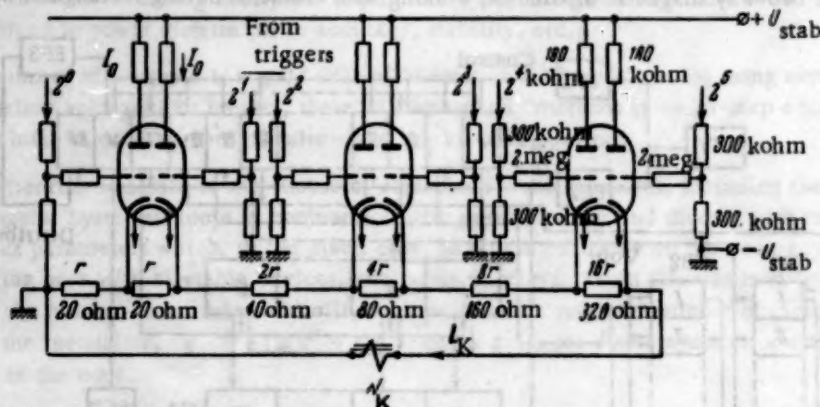 + U stab
I₀
I₀
From
triggers
180
kohm
180
kohm
2⁰
2¹
2²
2³
2⁴
2⁵
300
kohm
2 meg
2 meg
300 kohm
300
kohm
300
kohm
- U stab
r
r
2r
4r
8r
16r
20 ohm
20 ohm
40 ohm
80 ohm
160 ohm
320 ohm
K
K